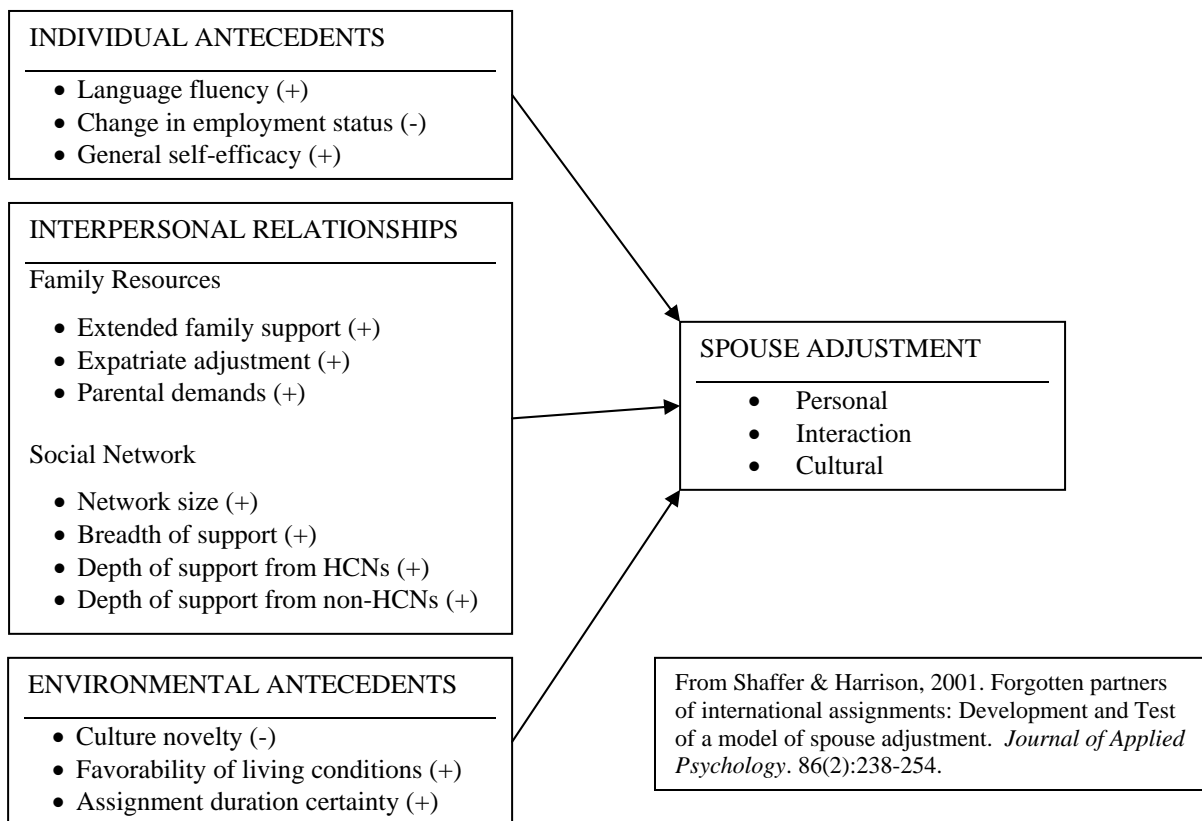 INDIVIDUAL ANTECEDENTS
• Language fluency (+)
• Change in employment status (-)
• General self-efficacy (+)
INTERPERSONAL RELATIONSHIPS
Family Resources
• Extended family support (+)
• Expatriate adjustment (+)
• Parental demands (+)
Social Network
• Network size (+)
• Breadth of support (+)
• Depth of support from HCNs (+)
• Depth of support from non-HCNs (+)
ENVIRONMENTAL ANTECEDENTS
• Culture novelty (-)
• Favorability of living conditions (+)
• Assignment duration certainty (+)
SPOUSE ADJUSTMENT
• Personal
• Interaction
• Cultural
From Shaffer & Harrison, 2001. Forgotten partners
of international assignments: Development and Test
of a model of spouse adjustment. Journal of Applied
Psychology. 86(2):238-254.